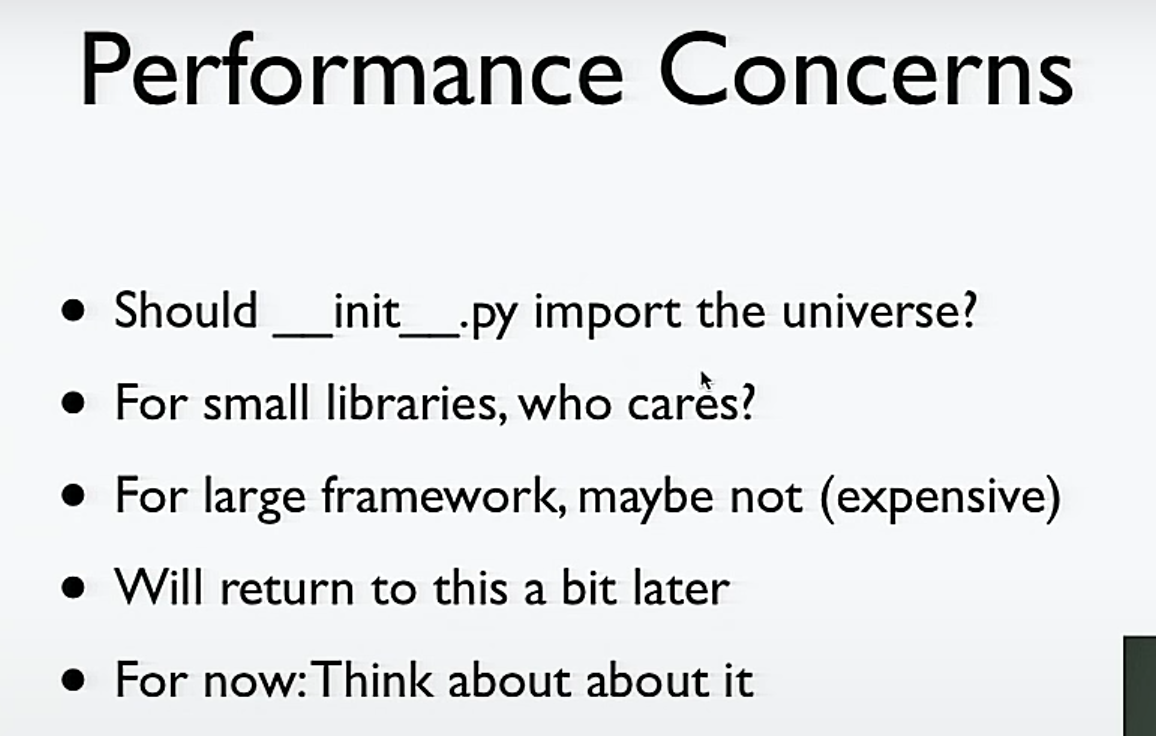 Performance Concerns
• Should __init__.py import the universe?
• For small libraries, who cares?
• For large framework, maybe not (expensive)
• Will return to this a bit later
• For now: Think about about it